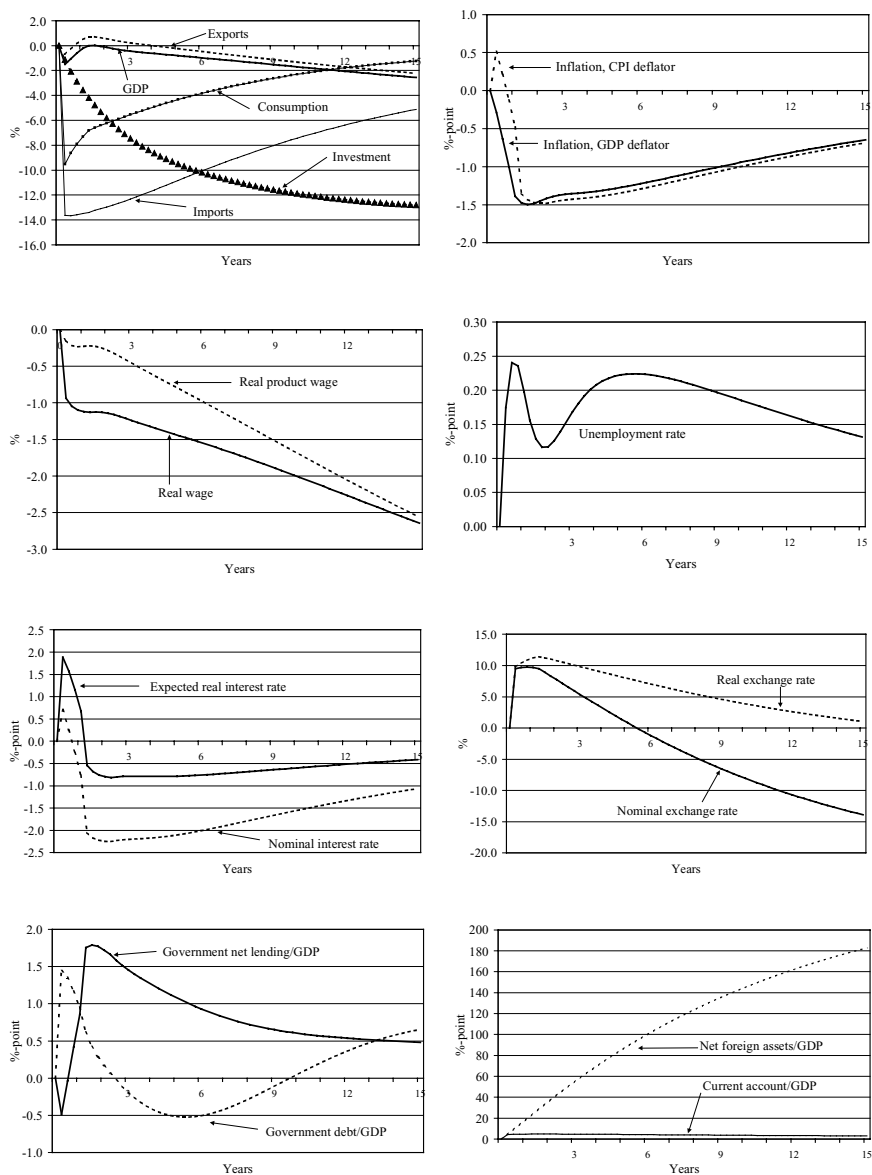 2.0
0.0
-2.0
-4.0
-6.0
-8.0
-10.0
-12.0
-14.0
-16.0
%
0 3 6 9 12 15
Exports
GDP
Consumption
Investment
Imports
Years
1.0
0.5
0.0
-0.5
-1.0
-1.5
-2.0
%-point
3 6 9 12 15
Inflation, CPI deflator
Inflation, GDP deflator
Years
0.0
-0.5
-1.0
-1.5
-2.0
-2.5
-3.0
%
0 3 6 9 12 15
Real product wage
Real wage
Years
0.30
0.25
0.20
0.15
0.10
0.05
0.00
%-point
3 6 9 12 15
Unemployment rate
Years
2.5
2.0
1.5
1.0
0.5
0.0
-0.5
-1.0
-1.5
-2.0
-2.5
%-point
3 6 9 12 15
Expected real interest rate
Nominal interest rate
Years
15.0
10.0
5.0
0.0
-5.0
-10.0
-15.0
-20.0
%
3 6 9 12 15
Real exchange rate
Nominal exchange rate
Years
2.0
1.5
1.0
0.5
0.0
-0.5
-1.0
%-point
3 6 9 12 15
Government net lending/GDP
Government debt/GDP
Years
200
180
160
140
120
100
80
60
40
20
0
%-point
3 6 9 12 15
Net foreign assets/GDP
Current account/GDP
Years